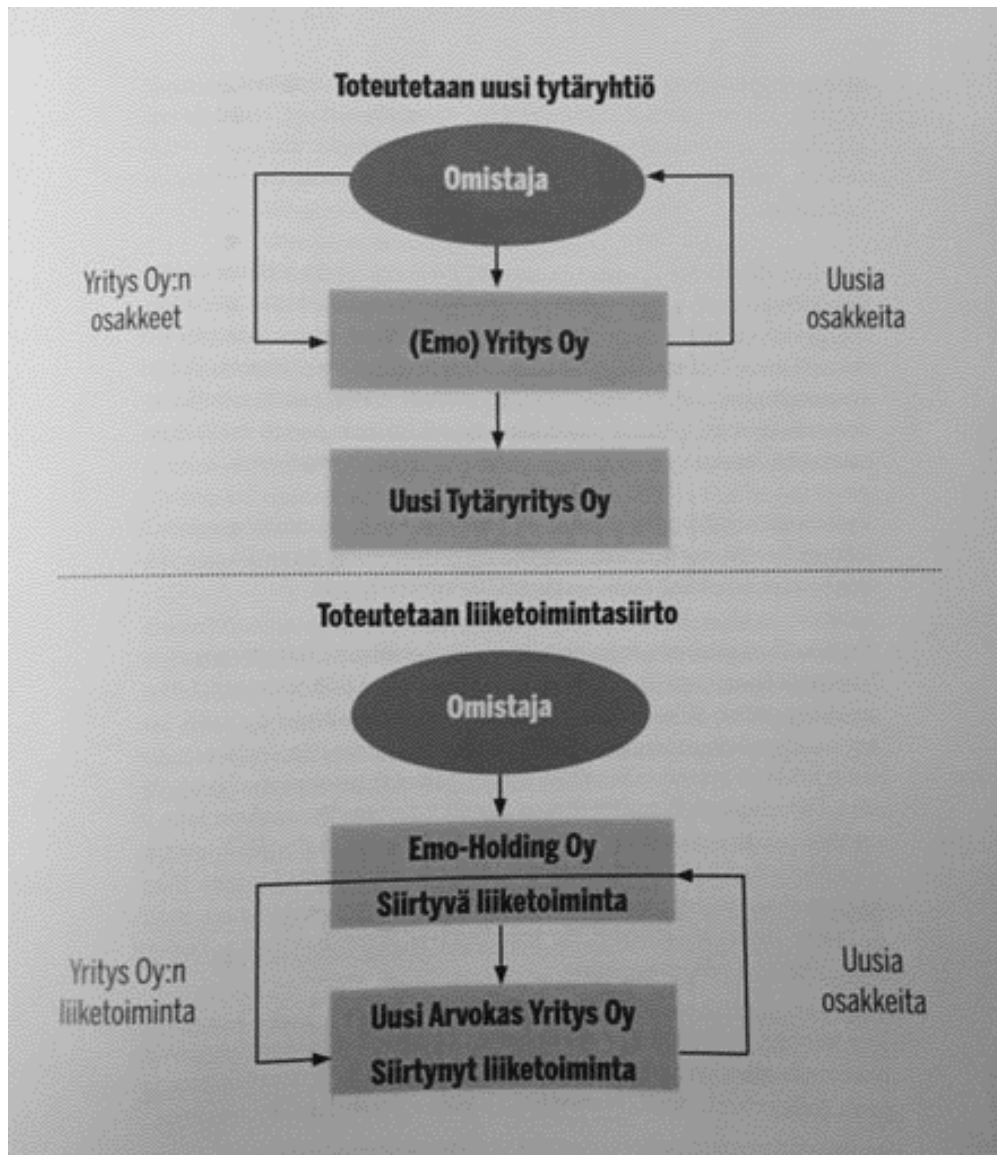 Toteutetaan uusi tytäryhtiö
Omistaja
Yritys Oy:n
osakkeet
Uusia
osakkeita
(Emo) Yritys Oy
Uusi Tytäryritys Oy
Toteutetaan liiketoimintasiirto
Omistaja
Emo-Holding Oy
Siirtyvä liiketoiminta
Yritys Oy:n
liiketoiminta
Uusia
osakkeita
Uusi Arvokas Yritys Oy
Siirtynyt liiketoiminta